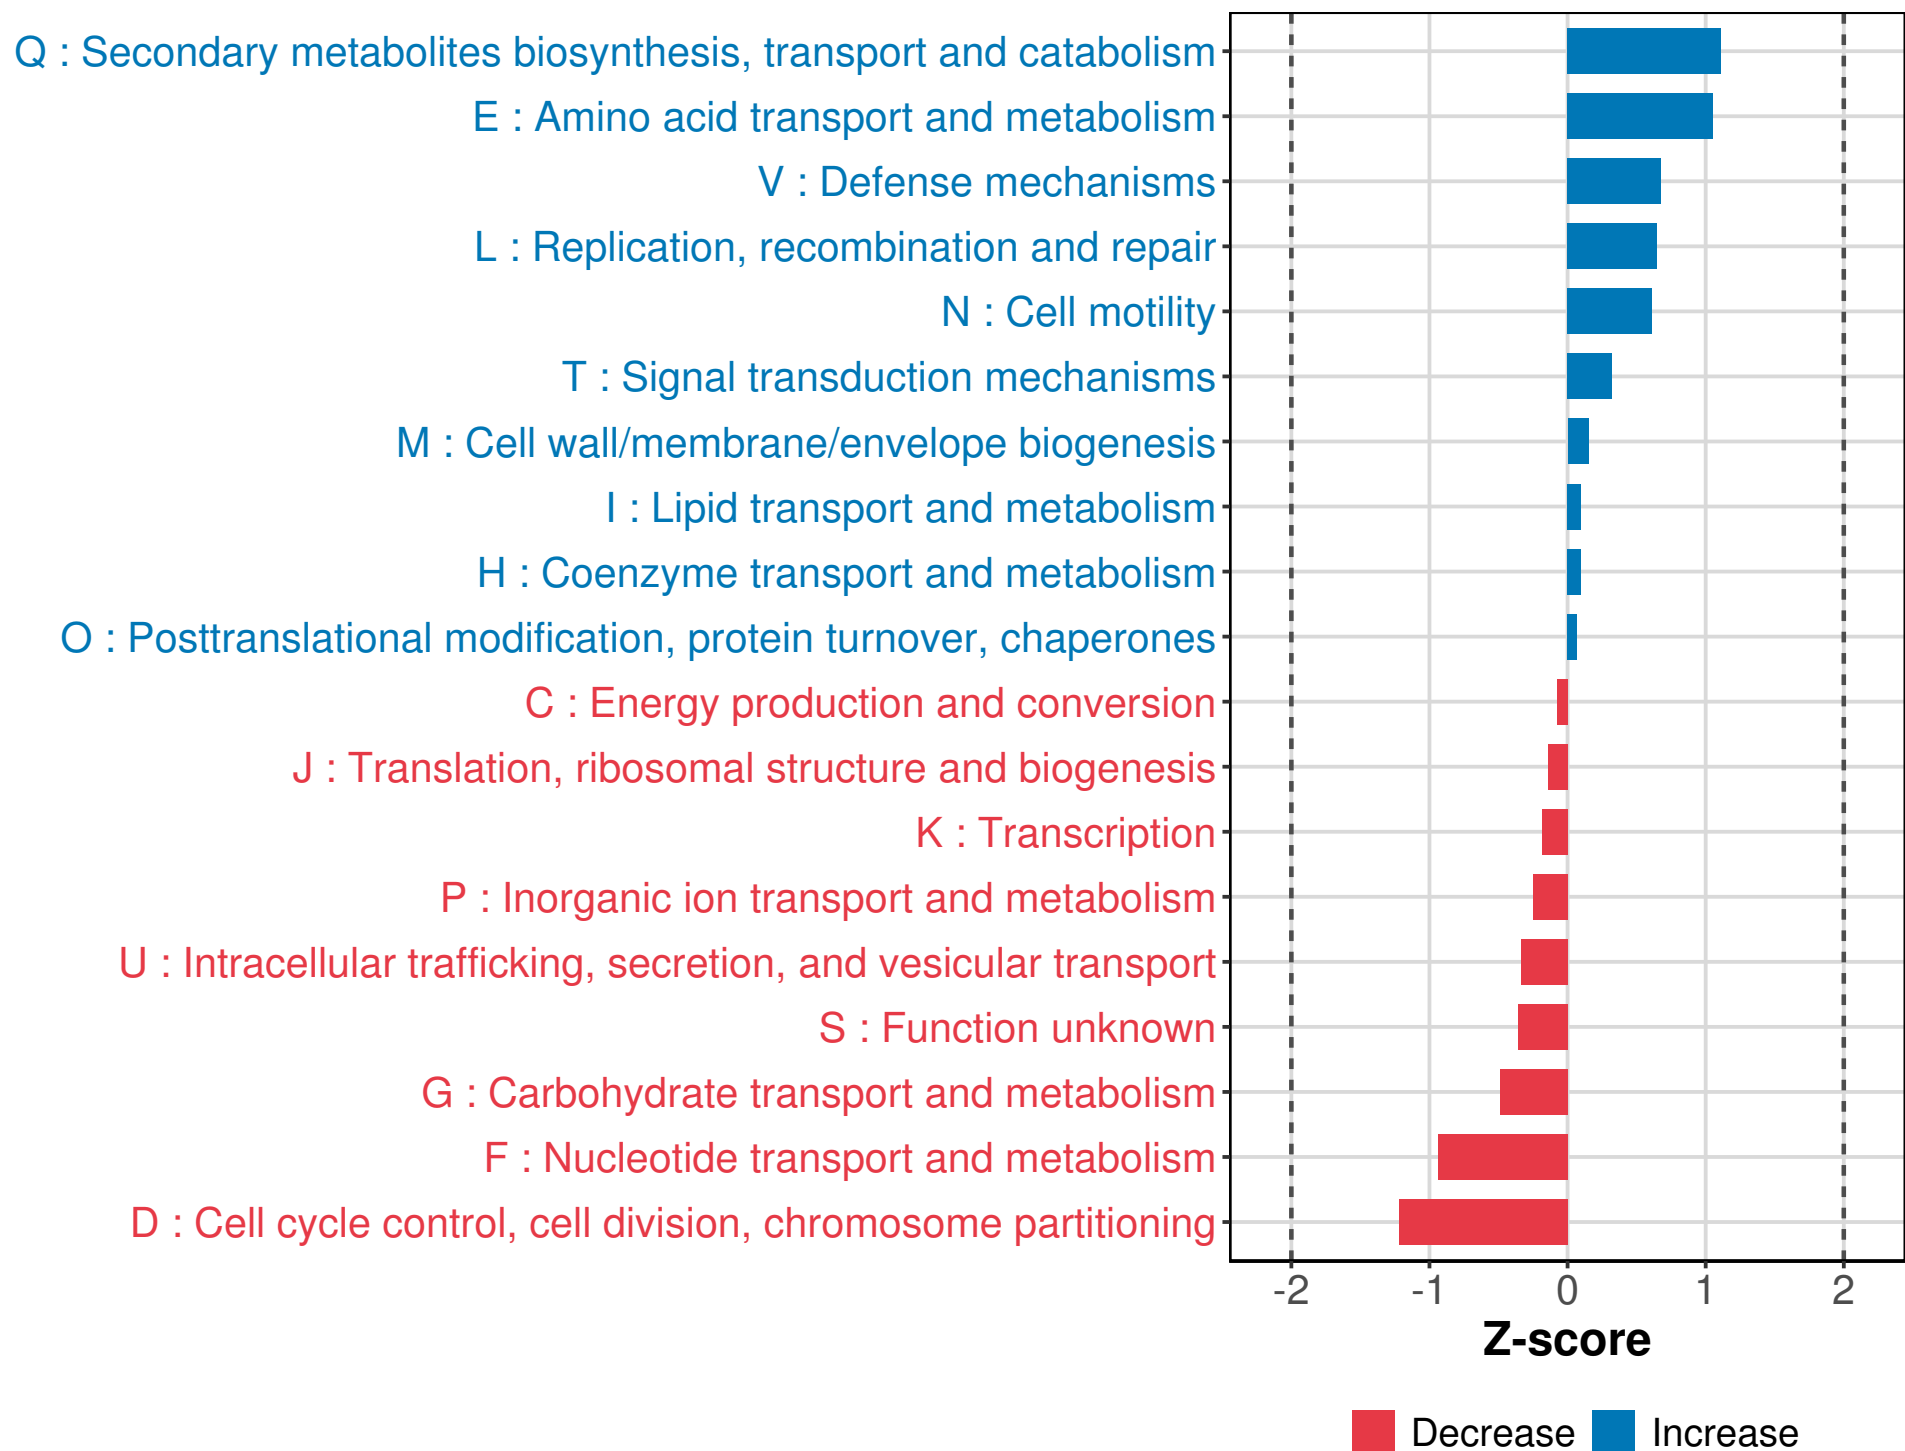 Q : Secondary metabolites biosynthesis, transport and catabolism
E : Amino acid transport and metabolism
V : Defense mechanisms
L : Replication, recombination and repair
N : Cell motility
T : Signal transduction mechanisms
M : Cell wall/membrane/envelope biogenesis
I : Lipid transport and metabolism
H : Coenzyme transport and metabolism
O : Posttranslational modification, protein turnover, chaperones
C : Energy production and conversion
J : Translation, ribosomal structure and biogenesis
K : Transcription
P : Inorganic ion transport and metabolism
U : Intracellular trafficking, secretion, and vesicular transport
S : Function unknown
G : Carbohydrate transport and metabolism
F : Nucleotide transport and metabolism
D : Cell cycle control, cell division, chromosome partitioning
-2 -1 0 1 2
Z-score
Decrease Increase